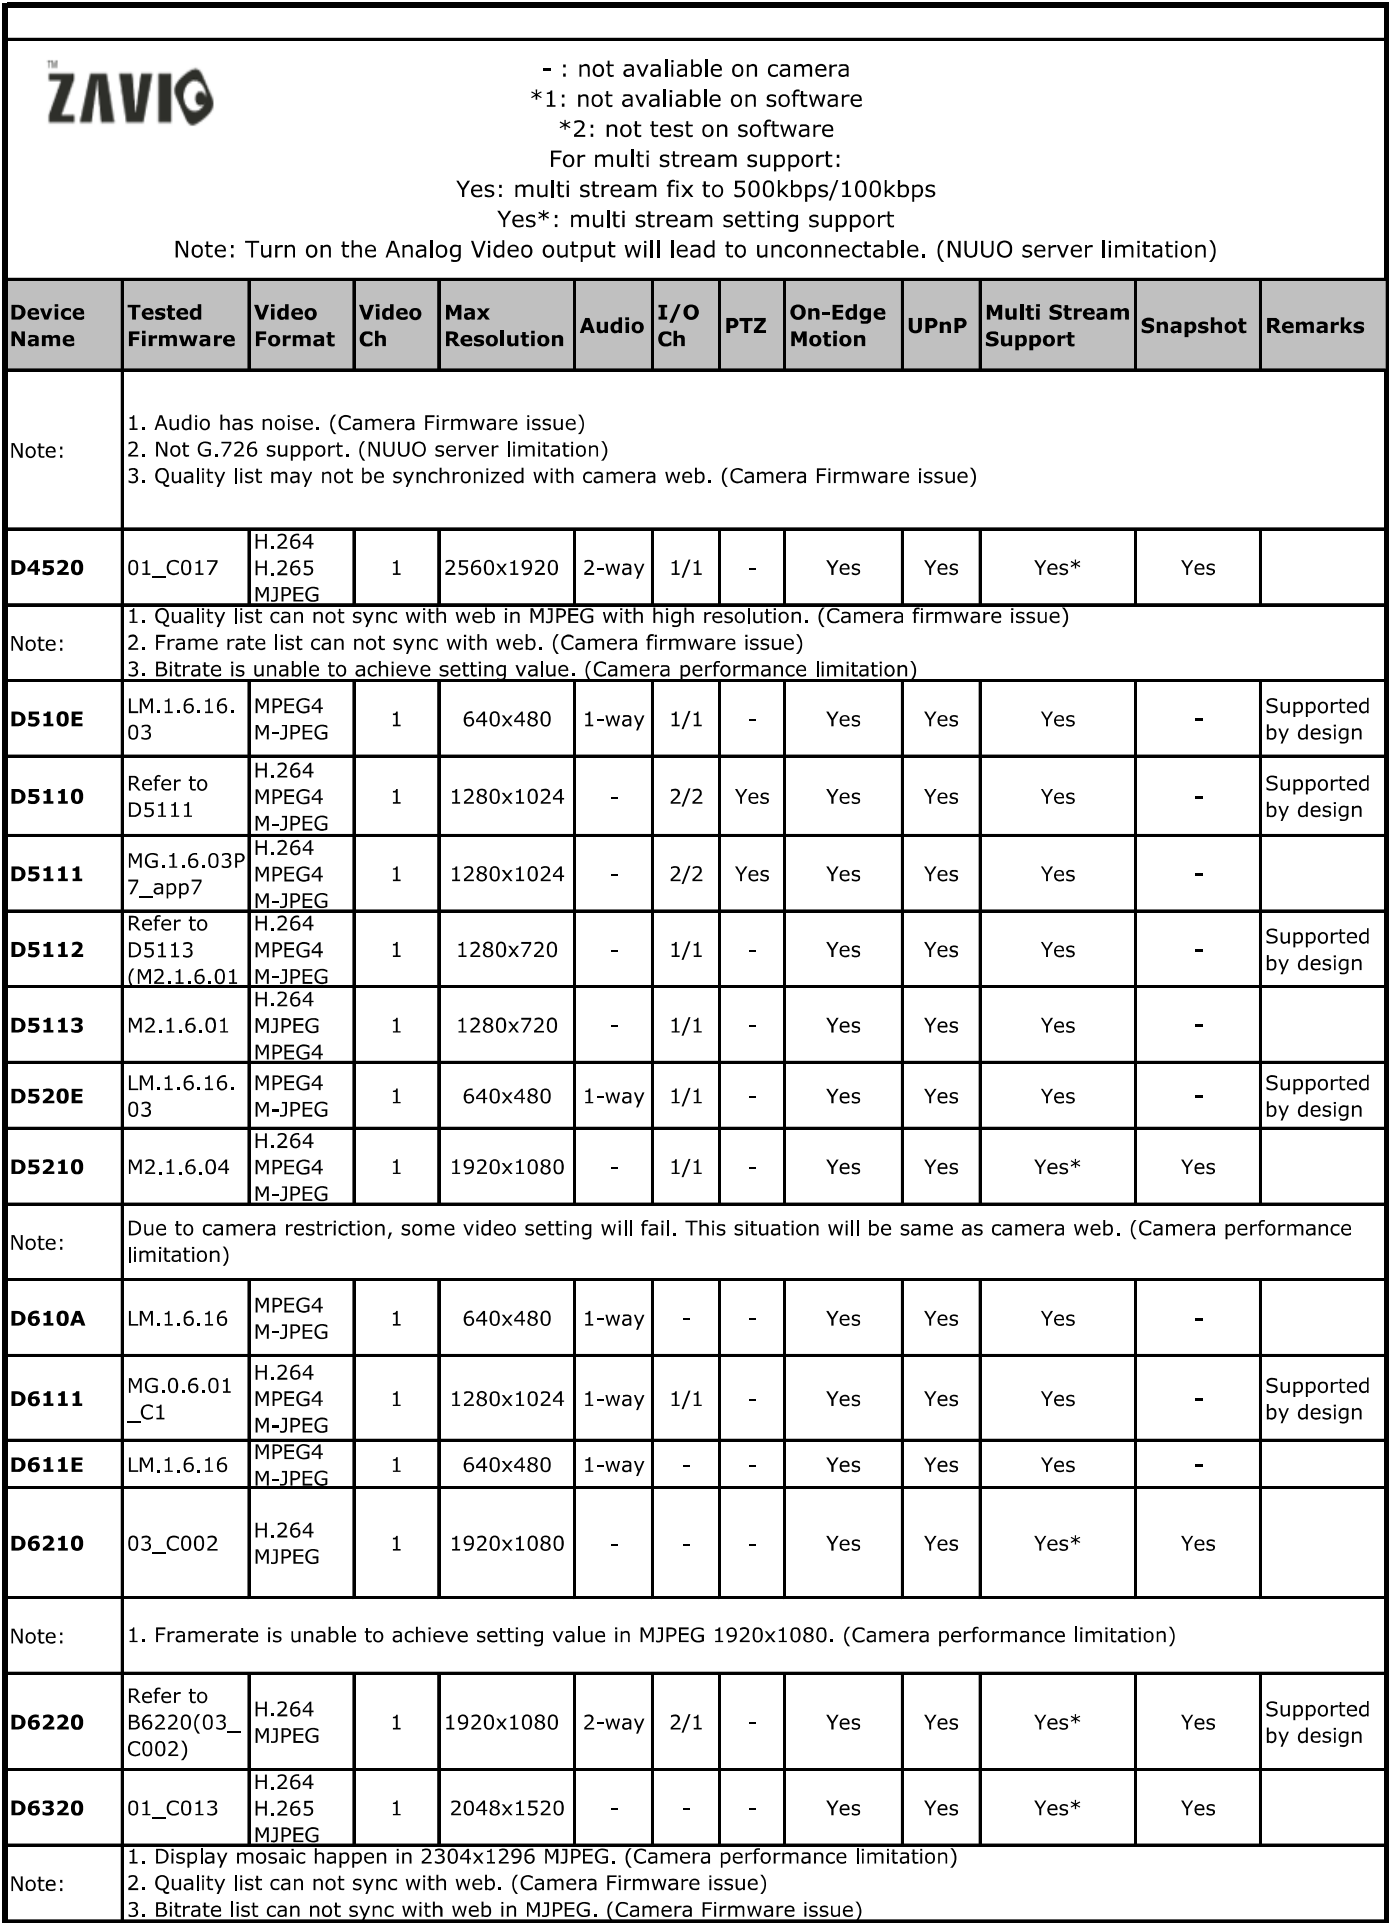 ™
ZAVIO
- : not avaliable on camera
*1: not avaliable on software
*2: not test on software
For multi stream support:
Yes: multi stream fix to 500kbps/100kbps
Yes*: multi stream setting support
Note: Turn on the Analog Video output will lead to unconnectable. (NUUO server limitation)
Device Name | Tested Firmware | Video Format | Video Ch | Max Resolution | Audio | I/O Ch | PTZ | On-Edge Motion | UPnP | Multi Stream Support | Snapshot | Remarks
Note:
1. Audio has noise. (Camera Firmware issue)
2. Not G.726 support. (NUUO server limitation)
3. Quality list may not be synchronized with camera web. (Camera Firmware issue)
D4520 | 01_C017 | H.264 H.265 MJPEG | 1 | 2560x1920 | 2-way | 1/1 | - | Yes | Yes | Yes* | Yes
Note:
1. Quality list can not sync with web in MJPEG with high resolution. (Camera firmware issue)
2. Frame rate list can not sync with web. (Camera firmware issue)
3. Bitrate is unable to achieve setting value. (Camera performance limitation)
D510E | LM.1.6.16.03 | MPEG4 M-JPEG | 1 | 640x480 | 1-way | 1/1 | - | Yes | Yes | Yes | - | Supported by design
D5110 | Refer to D5111 | H.264 MPEG4 M-JPEG | 1 | 1280x1024 | - | 2/2 | Yes | Yes | Yes | Yes | - | Supported by design
D5111 | MG.1.6.03P7_app7 | H.264 MPEG4 M-JPEG | 1 | 1280x1024 | - | 2/2 | Yes | Yes | Yes | Yes | -
D5112 | Refer to D5113 (M2.1.6.01 | H.264 MPEG4 M-JPEG | 1 | 1280x720 | - | 1/1 | - | Yes | Yes | Yes | - | Supported by design
D5113 | M2.1.6.01 | H.264 MJPEG MPEG4 | 1 | 1280x720 | - | 1/1 | - | Yes | Yes | Yes | -
D520E | LM.1.6.16.03 | MPEG4 M-JPEG | 1 | 640x480 | 1-way | 1/1 | - | Yes | Yes | Yes | - | Supported by design
D5210 | M2.1.6.04 | H.264 MPEG4 M-JPEG | 1 | 1920x1080 | - | 1/1 | - | Yes | Yes | Yes* | Yes
Note:
Due to camera restriction, some video setting will fail. This situation will be same as camera web. (Camera performance
limitation)
D610A | LM.1.6.16 | MPEG4 M-JPEG | 1 | 640x480 | 1-way | - | - | Yes | Yes | Yes | -
D6111 | MG.0.6.01_C1 | H.264 MPEG4 M-JPEG | 1 | 1280x1024 | 1-way | 1/1 | - | Yes | Yes | Yes | - | Supported by design
D611E | LM.1.6.16 | MPEG4 M-JPEG | 1 | 640x480 | 1-way | - | - | Yes | Yes | Yes | -
D6210 | 03_C002 | H.264 MJPEG | 1 | 1920x1080 | - | - | - | Yes | Yes | Yes* | Yes
Note:
1. Framerate is unable to achieve setting value in MJPEG 1920x1080. (Camera performance limitation)
D6220 | Refer to B6220(03_C002) | H.264 MJPEG | 1 | 1920x1080 | 2-way | 2/1 | - | Yes | Yes | Yes* | Yes | Supported by design
D6320 | 01_C013 | H.264 H.265 MJPEG | 1 | 2048x1520 | - | - | - | Yes | Yes | Yes* | Yes
Note:
1. Display mosaic happen in 2304x1296 MJPEG. (Camera performance limitation)
2. Quality list can not sync with web. (Camera Firmware issue)
3. Bitrate list can not sync with web in MJPEG. (Camera Firmware issue)